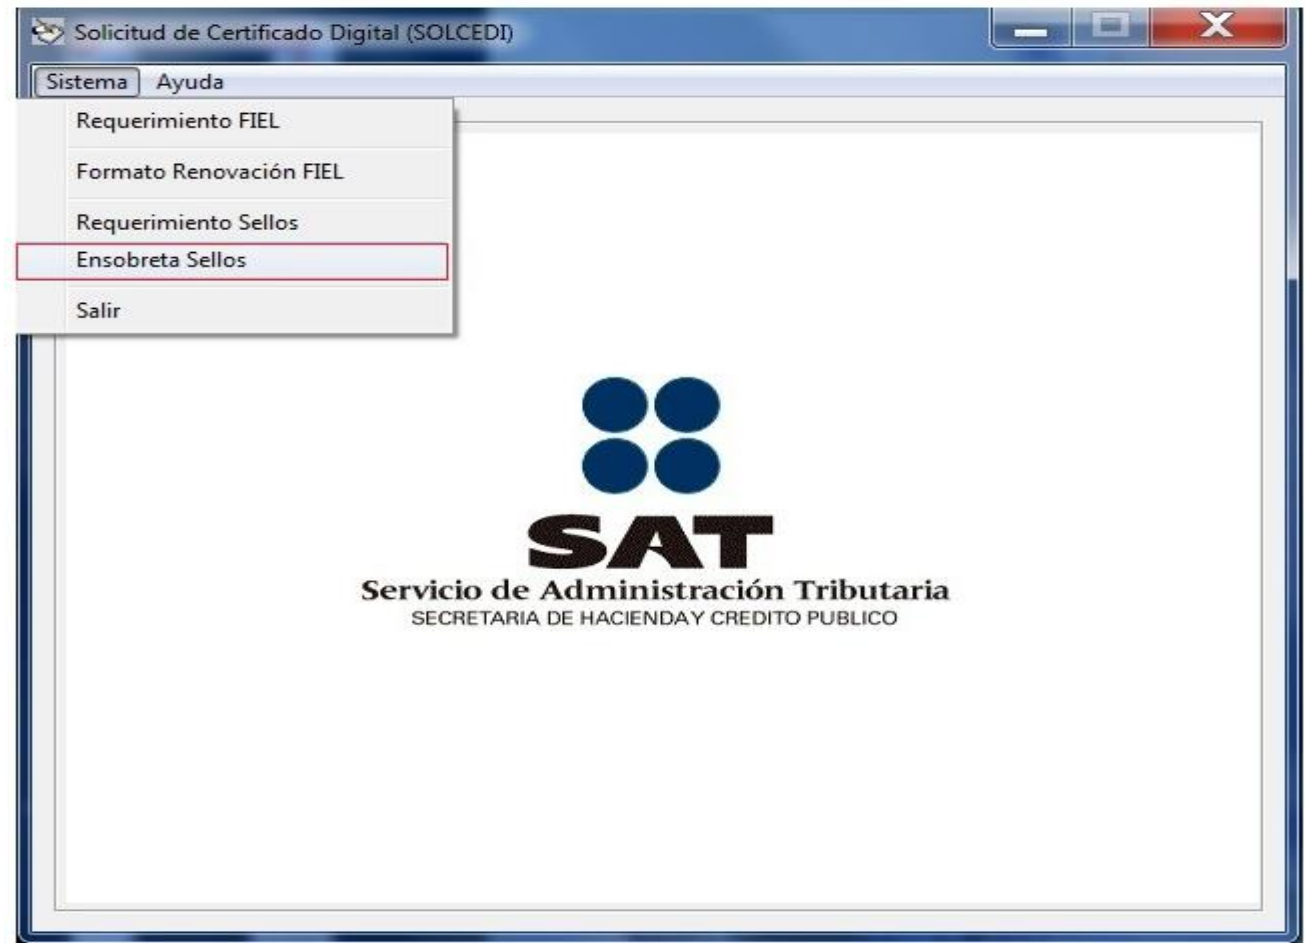 Solicitud de Certificado Digital (SOLCEDI)
Sistema Ayuda
Requerimiento FIEL
Formato Renovación FIEL
Requerimiento Sellos
Ensobreta Sellos
Salir
SAT
Servicio de Administración Tributaria
SECRETARIA DE HACIENDA Y CREDITO PUBLICO